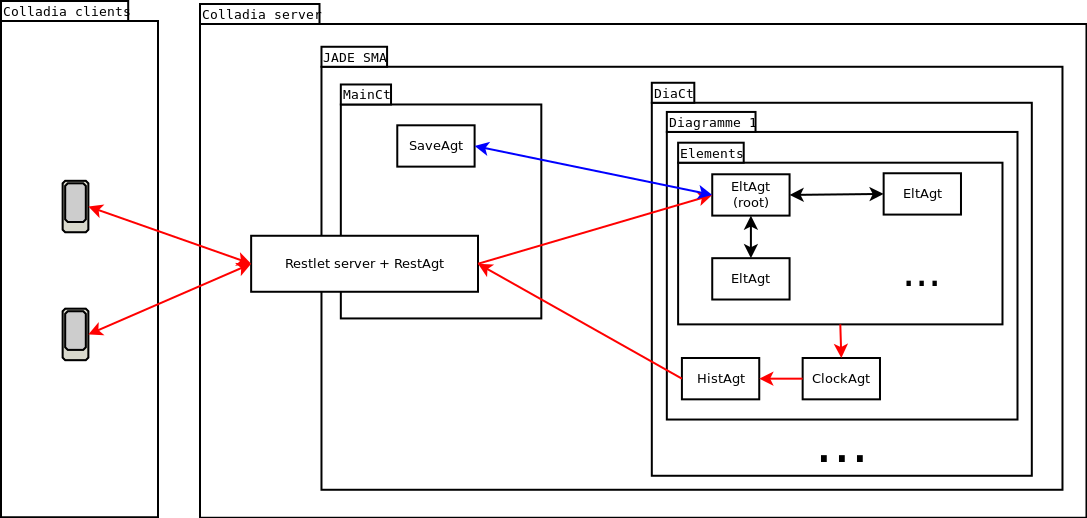 Colladia clients
Colladia server
JADE SMA
MainCt
DiaCt
Diagramme 1
Elements
SaveAgt
EltAgt
(root)
EltAgt
Restlet server + RestAgt
EltAgt
...
HistAgt
ClockAgt
...